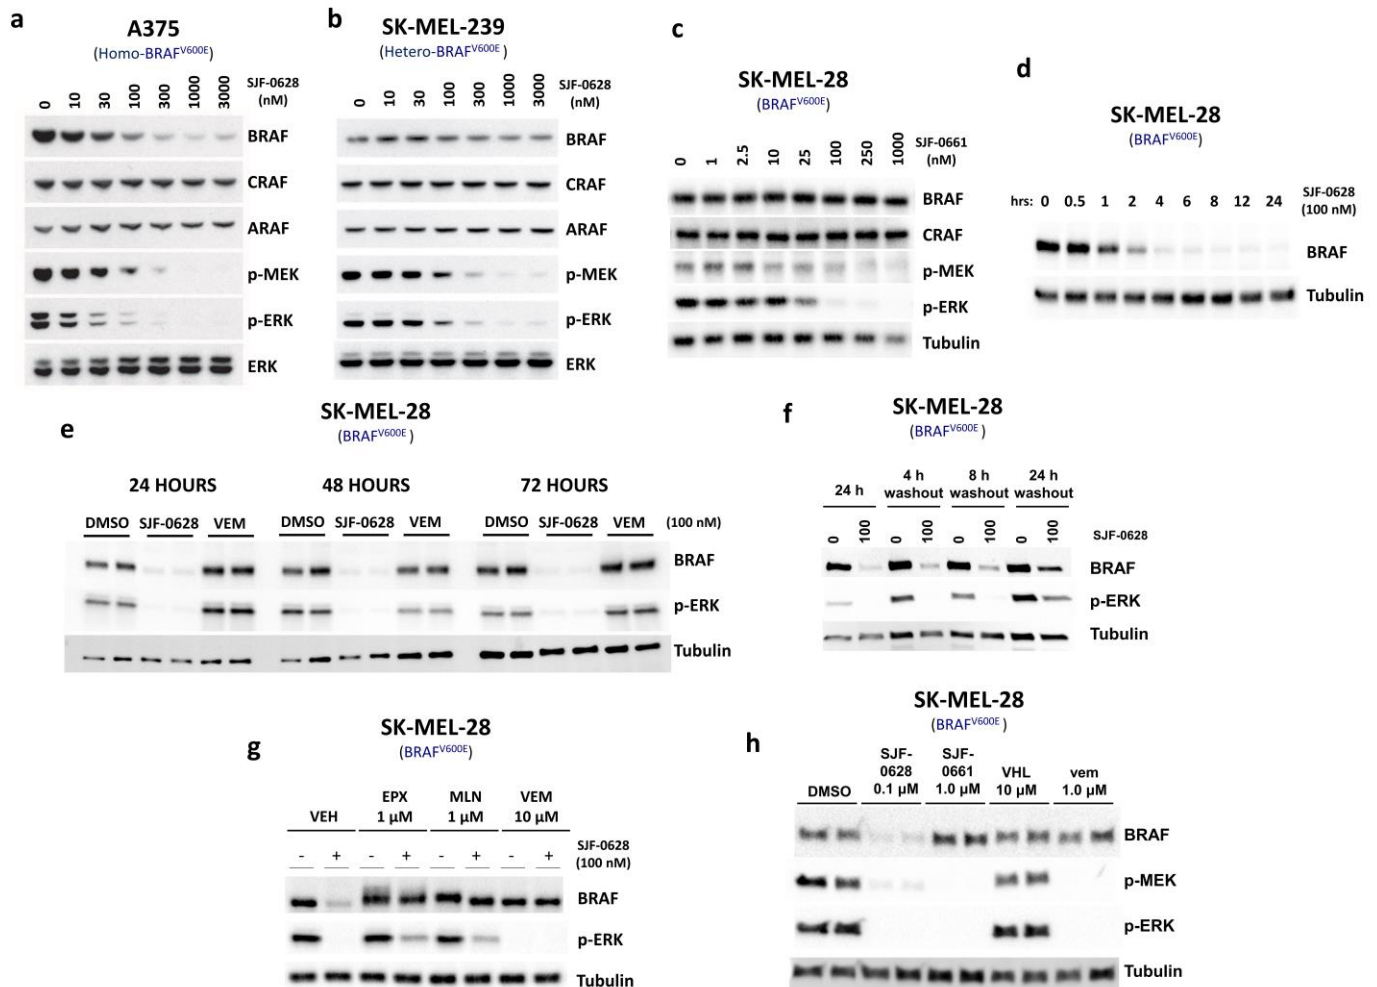 a
A375
(Homo-BRAFV600E)
0 10 30 100 300 1000 3000
SJF-0628
(nM)
BRAF
CRAF
ARAF
p-MEK
p-ERK
ERK
b
SK-MEL-239
(Hetero-BRAFV600E )
0 10 30 100 300 1000 3000
SJF-0628
(nM)
BRAF
CRAF
ARAF
p-MEK
p-ERK
ERK
c
SK-MEL-28
(BRAFV600E)
0 1 2.5 10 25 100 250 1000
SJF-0661
(nM)
BRAF
CRAF
p-MEK
p-ERK
Tubulin
d
SK-MEL-28
(BRAFV600E)
hrs: 0 0.5 1 2 4 6 8 12 24
SJF-0628
(100 nM)
BRAF
Tubulin
e
SK-MEL-28
(BRAFV600E )
24 HOURS 48 HOURS 72 HOURS
DMSO SJF-0628 VEM DMSO SJF-0628 VEM DMSO SJF-0628 VEM (100 nM)
BRAF
p-ERK
Tubulin
f
SK-MEL-28
(BRAFV600E )
24 h 4 h washout 8 h washout 24 h washout
0 100 0 100 0 100 0 100 SJF-0628
BRAF
p-ERK
Tubulin
g
SK-MEL-28
(BRAFV600E)
VEH EPX 1 µM MLN 1 µM VEM 10 µM
- + - + - + - +
SJF-0628
(100 nM)
BRAF
p-ERK
Tubulin
h
SK-MEL-28
(BRAFV600E )
DMSO SJF-0628 0.1 µM SJF-0661 1.0 µM VHL 10 µM vem 1.0 µM
BRAF
p-MEK
p-ERK
Tubulin